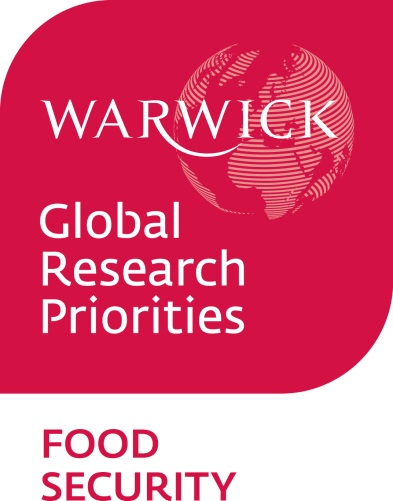 WARWICK
Global
Research
Priorities
FOOD
SECURITY